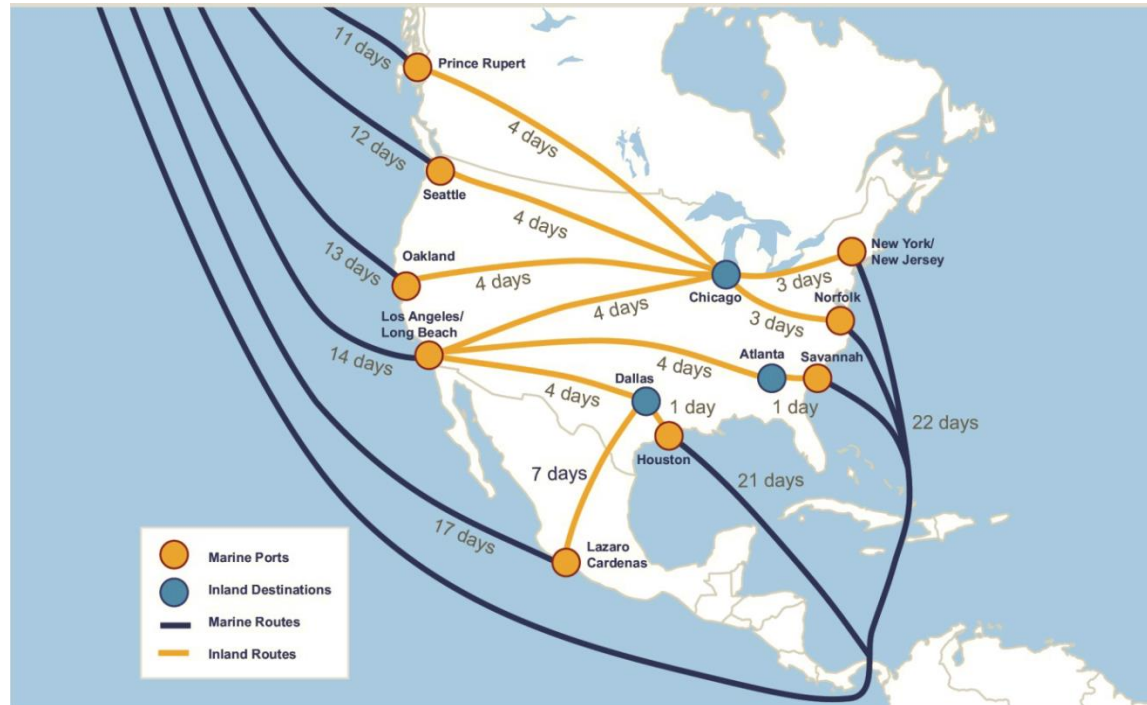 11 days
Prince Rupert
4 days
12 days
Seattle
4 days
13 days
Oakland
4 days
New York/
New Jersey
3 days
Chicago
Norfolk
3 days
4 days
Los Angeles/
Long Beach
14 days
4 days
Atlanta
Savannah
1 day
4 days
Dallas
1 day
Houston
22 days
21 days
7 days
17 days
Lazaro
Cardenas
Marine Ports
Inland Destinations
Marine Routes
Inland Routes